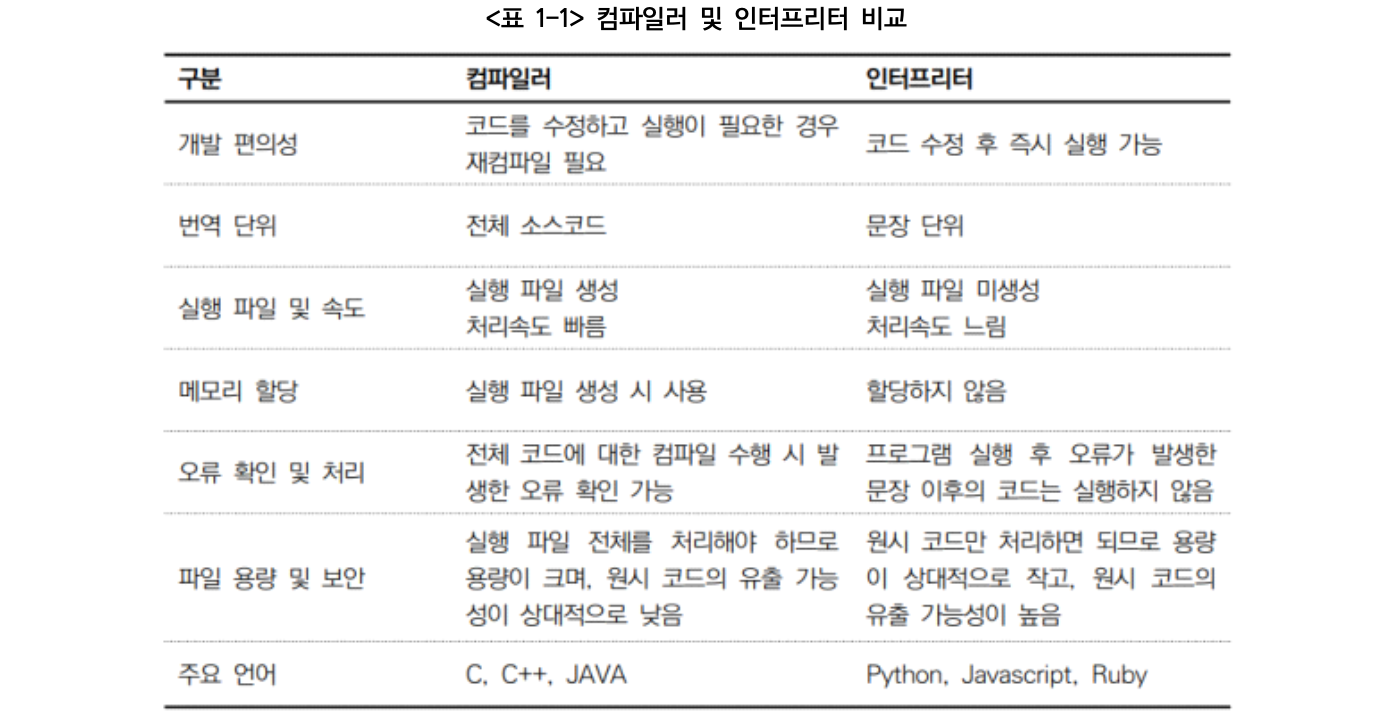 <표 1-1> 컴파일러 및 인터프리터 비교
구분 컴파일러 인터프리터
개발 편의성 코드를 수정하고 실행이 필요한 경우 재컴파일 필요 코드 수정 후 즉시 실행 가능
번역 단위 전체 소스코드 문장 단위
실행 파일 및 속도 실행 파일 생성 처리속도 빠름 실행 파일 미생성 처리속도 느림
메모리 할당 실행 파일 생성 시 사용 할당하지 않음
오류 확인 및 처리 전체 코드에 대한 컴파일 수행 시 발생한 오류 확인 가능 프로그램 실행 후 오류가 발생한 문장 이후의 코드는 실행하지 않음
파일 용량 및 보안 실행 파일 전체를 처리해야 하므로 용량이 크며, 원시 코드의 유출 가능성이 상대적으로 낮음 원시 코드만 처리하면 되므로 용량이 상대적으로 작고, 원시 코드의 유출 가능성이 높음
주요 언어 C, C++, JAVA Python, Javascript, Ruby